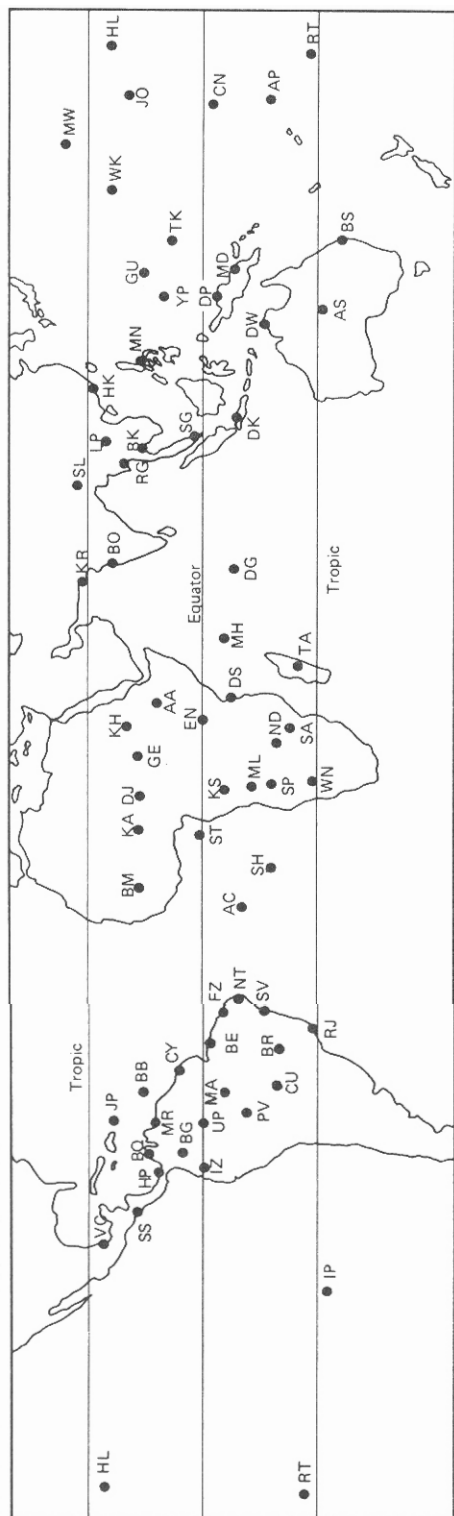 MW
Tropic
SL
KR
HL
VC
LP
HK
WK
HL
JP
BO
KH
JO
BM
KA
DJ
RG
BK
GU
BQ
SS
HP
BB
GE
MN
MR
CY
AA
TK
BG
EN
SG
YP
Equator
IZ
UP
ST
DP
CN
MA
FZ
KS
BE
MH
DS
MD
AC
NT
DG
PV
SH
ML
DK
DW
SV
BR
AP
CU
SP
ND
RT
SA
TA
RT
RJ
WN
IP
Tropic
AS
BS